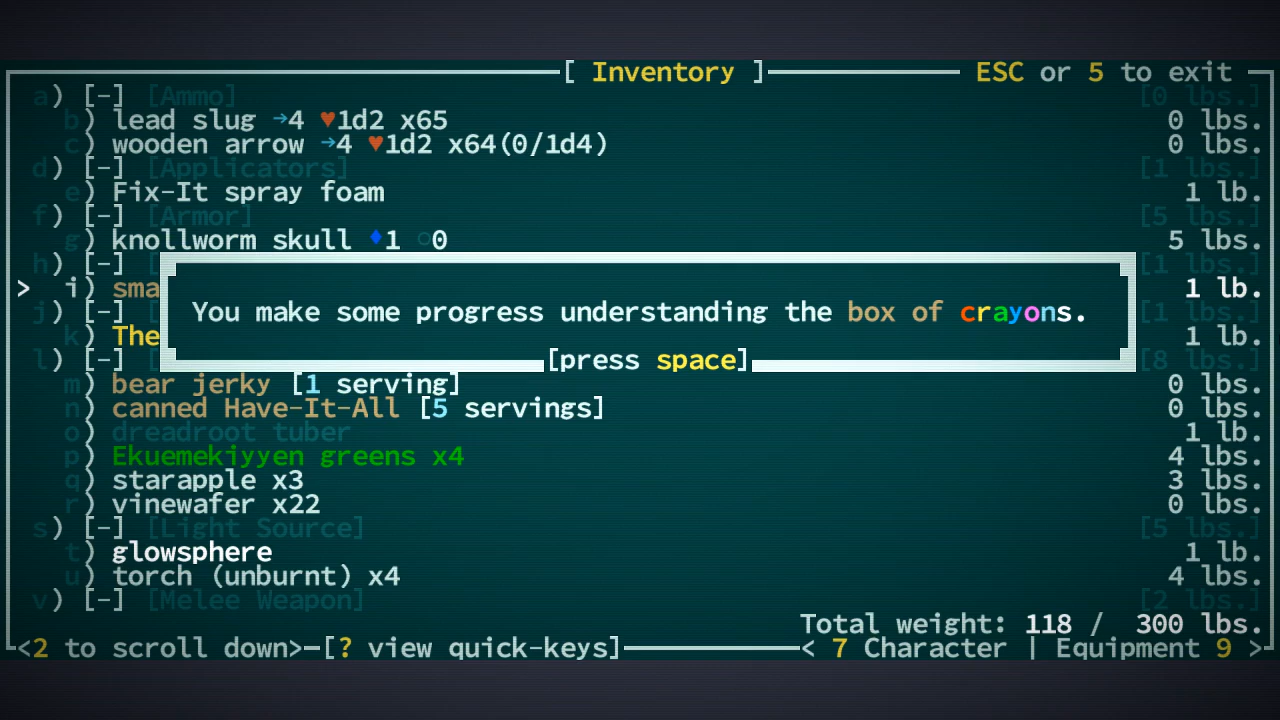 [ Inventory ] ESC or 5 to exit
a) [-] [Ammo] [0 lbs.]
b) lead slug →4 ♥1d2 x65 0 lbs.
c) wooden arrow →4 ♥1d2 x64(0/1d4) 0 lbs.
d) [-] [Applicators] [1 lbs.]
e) Fix-It spray foam 1 lb.
f) [-] [Armor] [5 lbs.]
g) knollworm skull ♦1 ○0 5 lbs.
h) [-] [ [1 lbs.]
> i) sma 1 lb.
You make some progress understanding the box of crayons.
j) [-] [ [1 lbs.]
k) The 1 lb.
l) [-] [ [8 lbs.]
[press space]
m) bear jerky [1 serving] 0 lbs.
n) canned Have-It-All [5 servings] 0 lbs.
o) dreadroot tuber 1 lb.
p) Ekuemekiyyen greens x4 4 lbs.
q) starapple x3 3 lbs.
r) vinewafer x22 0 lbs.
s) [-] [Light Source] [5 lbs.]
t) glowsphere 1 lb.
u) torch (unburnt) x4 4 lbs.
v) [-] [Melee Weapon] [2 lbs.]
Total weight: 118 / 300 lbs.
<2 to scroll down> [? view quick-keys] < 7 Character | Equipment 9 >